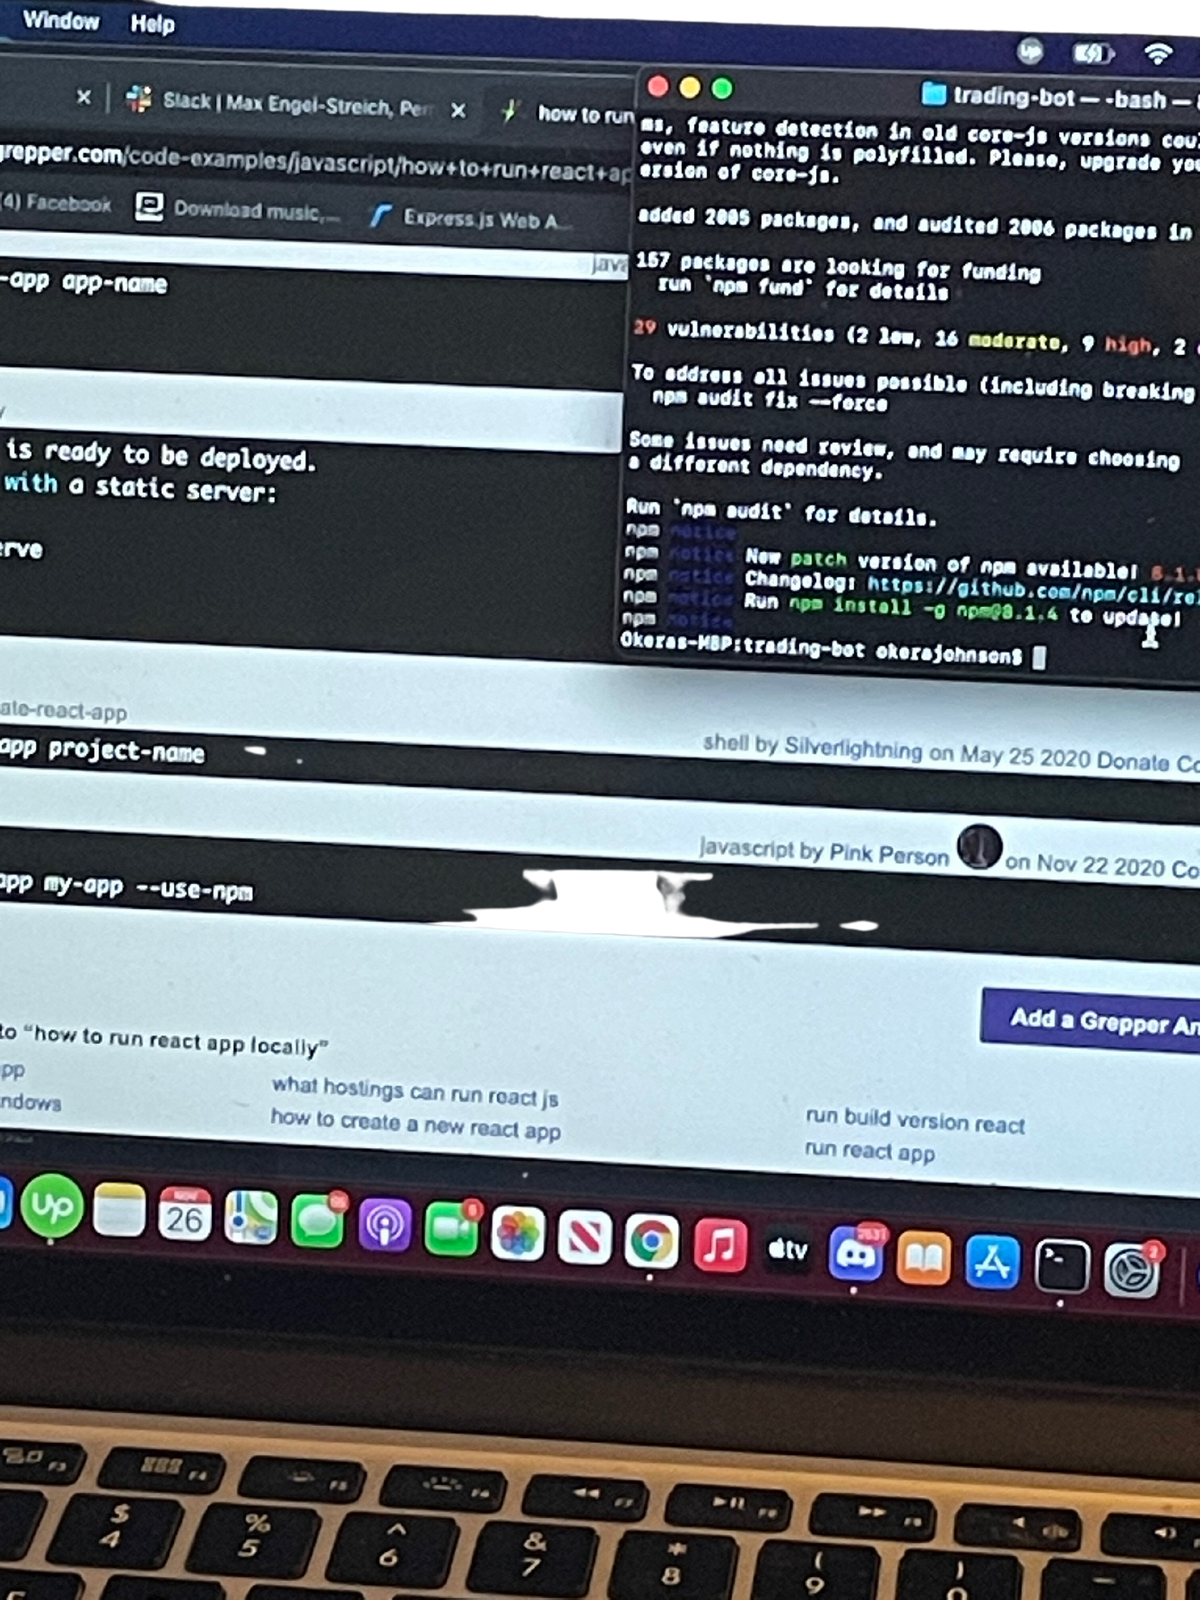 Window Help
Slack | Max Engel-Streich, Per
how to run
trading-bot — -bash —
grepper.com/code-examples/javascript/how+to+run+react+ap
(4) Facebook
Download music,...
Express.js Web A...
ms, feature detection in old core-js versions cou
even if nothing is polyfilled. Please, upgrade you
ersion of core-js.
added 2005 packages, and audited 2006 packages in
157 packages are looking for funding
run `npm fund` for details
29 vulnerabilities (2 low, 16 moderate, 9 high, 2
To address all issues possible (including breaking
npm audit fix --force
Some issues need review, and may require choosing
a different dependency.
Run `npm audit` for details.
npm notice
npm notice New patch version of npm available! 8.1.
npm notice Changelog: https://github.com/npm/cli/rel
npm notice Run npm install -g npm@8.1.4 to update!
npm notice
Okeras-MBP:trading-bot okerajohnson$
java
-app app-name
is ready to be deployed.
with a static server:
erve
ate-react-app
shell by Silverlightning on May 25 2020 Donate Co
app project-name
javascript by Pink Person on Nov 22 2020 Co
app my-app --use-npm
Add a Grepper An
to “how to run react app locally”
pp
what hostings can run react js
run build version react
ndows
how to create a new react app
run react app
up
NOV
26
tv
2
F3
F4
F5
F6
F7
F8
F9
$
4
%
5
^
6
&
7
*
8
(
9
)